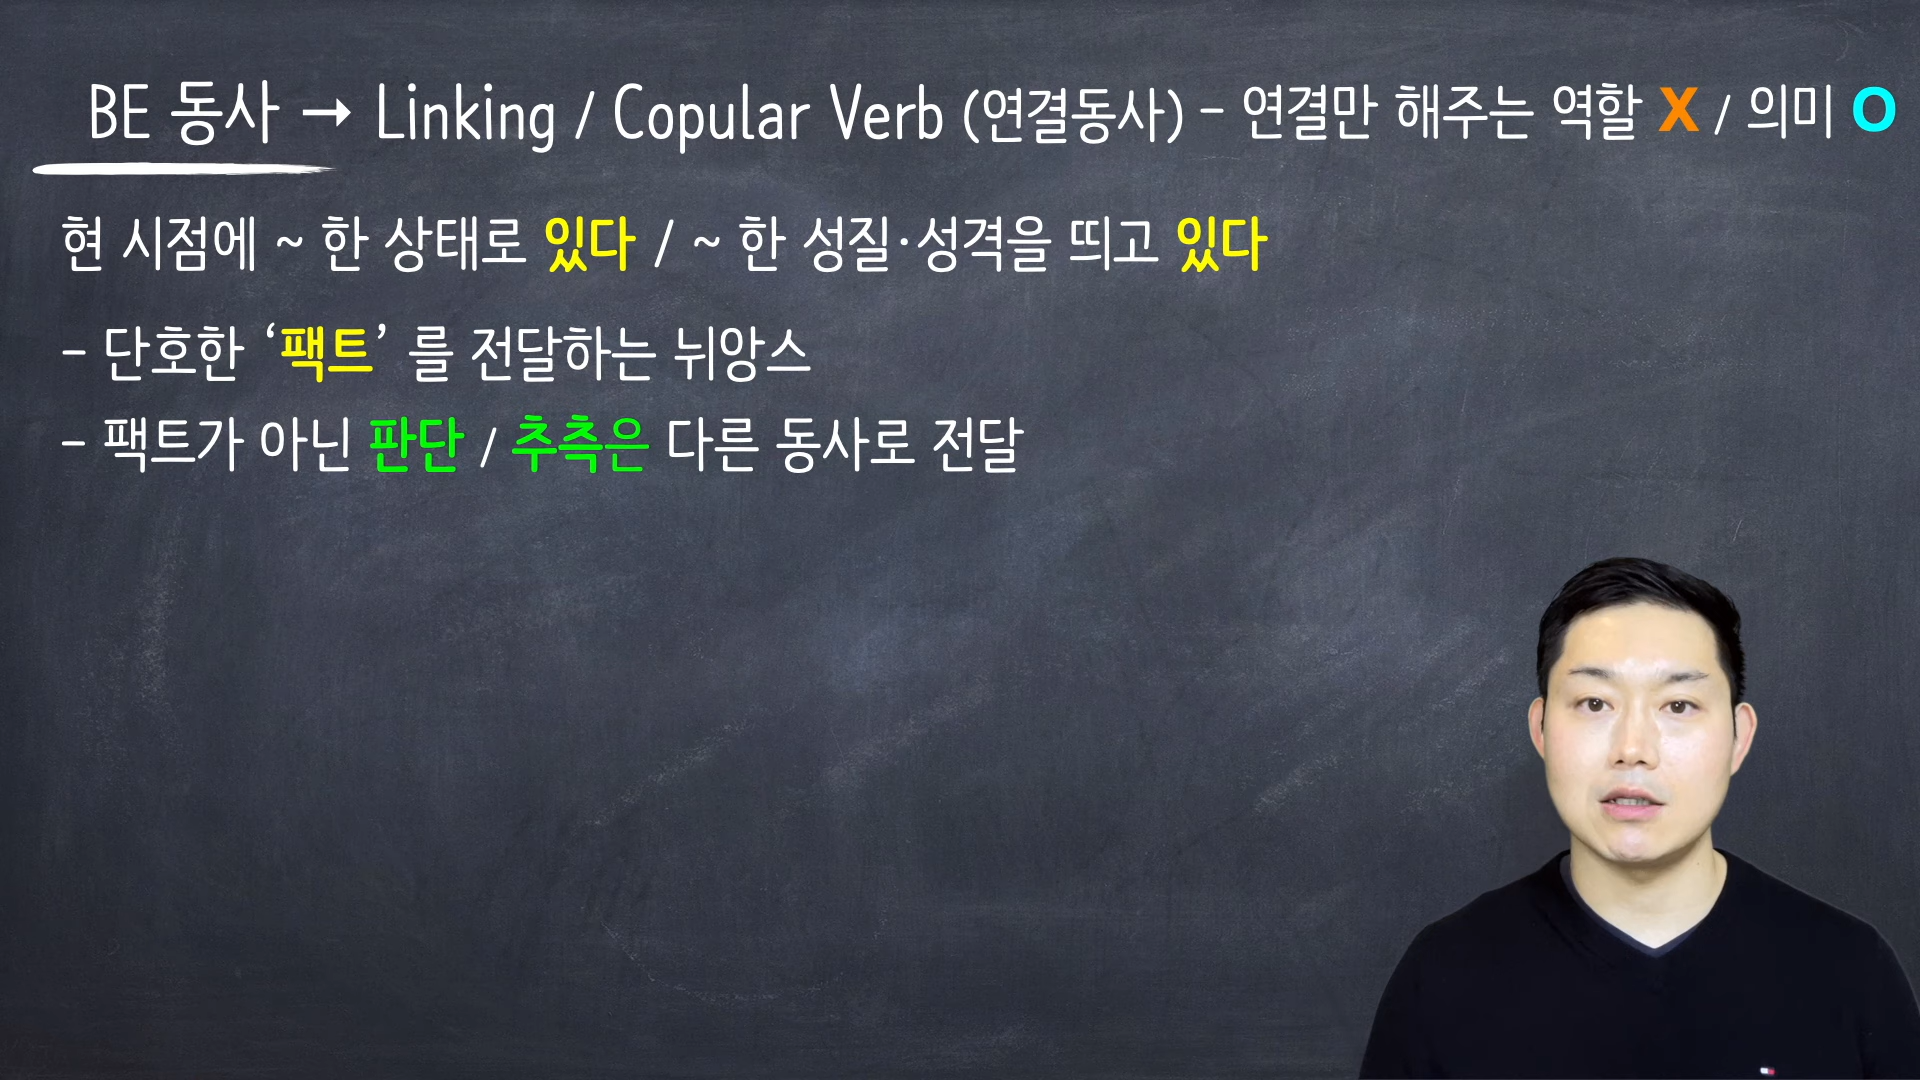 BE 동사 → Linking / Copular Verb (연결동사) - 연결만 해주는 역할 X / 의미 O
현 시점에 ~ 한 상태로 있다 / ~ 한 성질·성격을 띄고 있다
- 단호한 ‘팩트’ 를 전달하는 뉘앙스
- 팩트가 아닌 판단 / 추측은 다른 동사로 전달